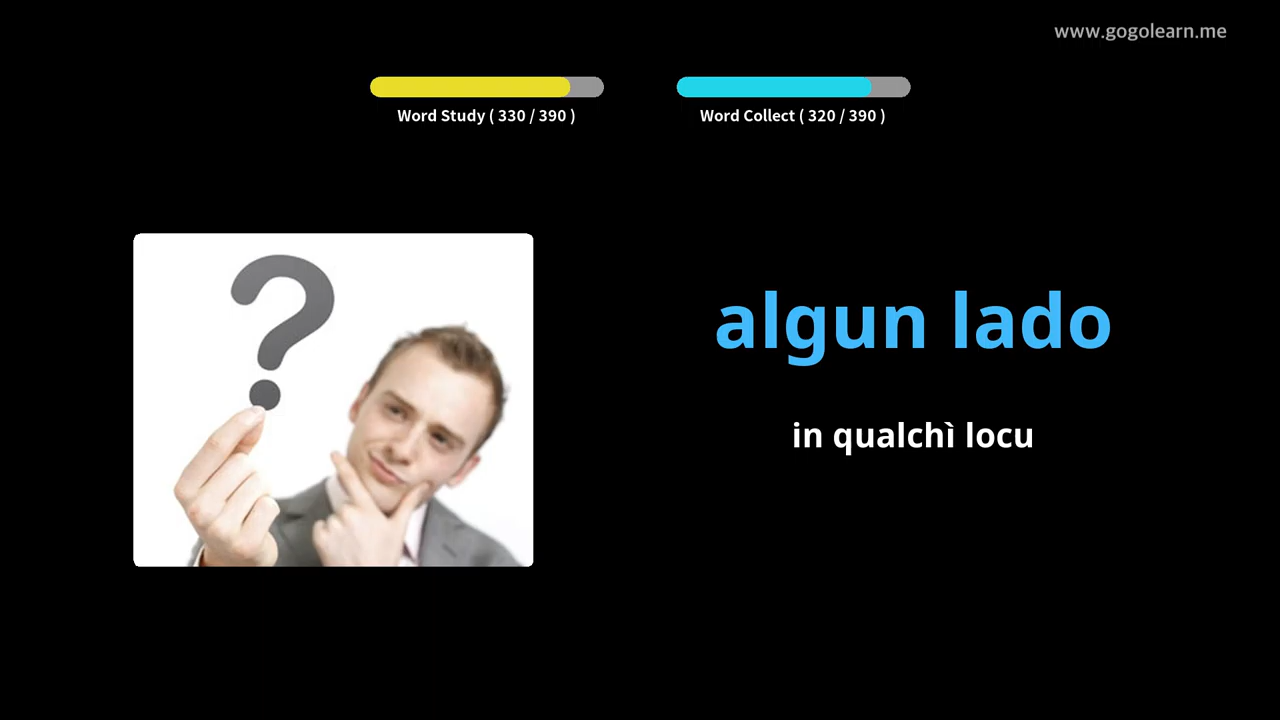 www.gogolearn.me
Word Study ( 330 / 390 )
Word Collect ( 320 / 390 )
algun lado
in qualchì locu